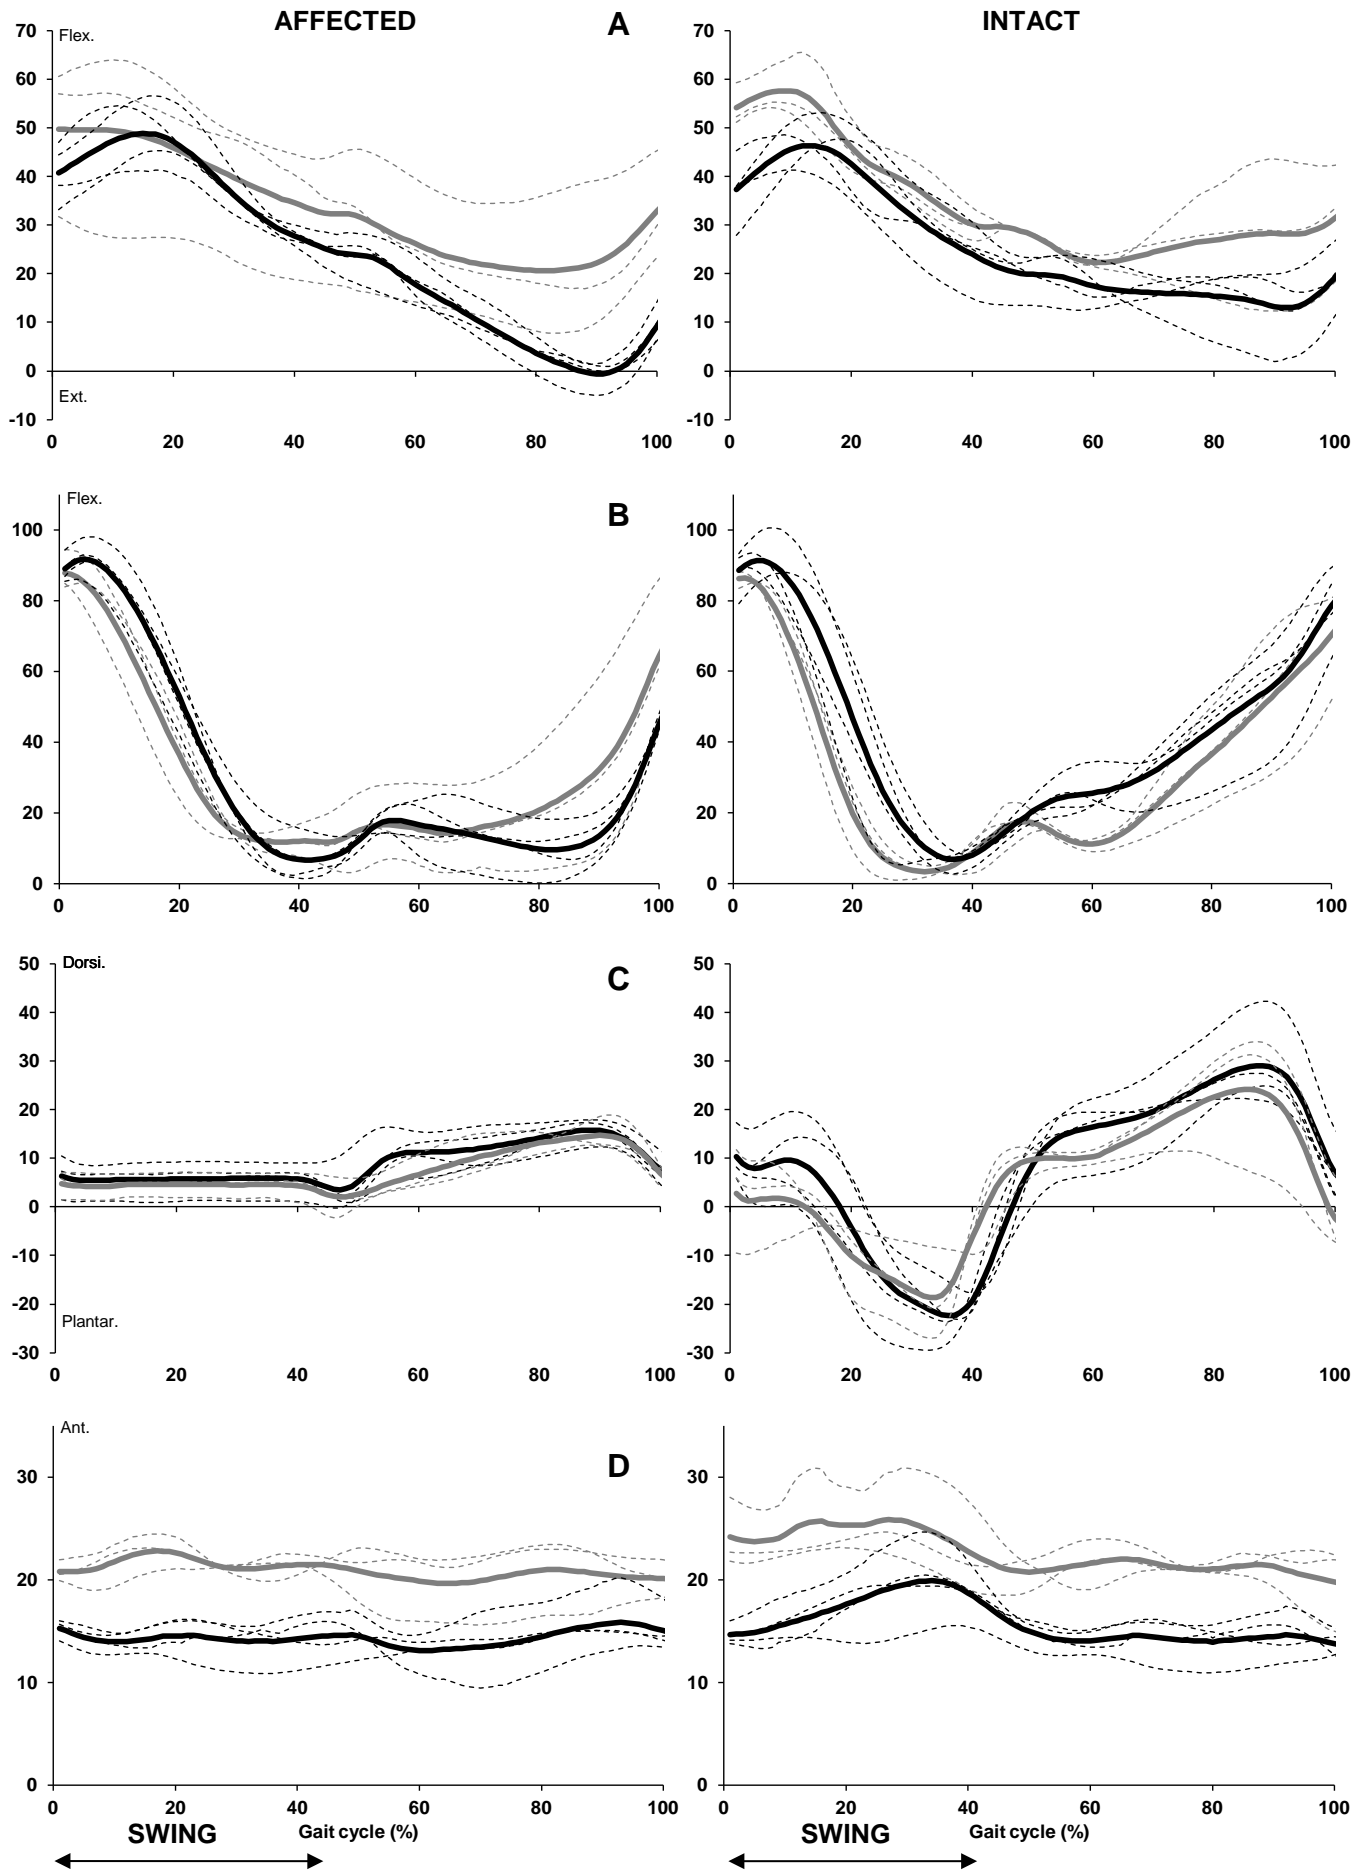 AFFECTED A INTACT
70 Flex. 70
60 60
50 50
40 40
30 30
20 20
10 10
0 0
Ext.
-10 -10
0 20 40 60 80 100 0 20 40 60 80 100
Flex.
B
100 100
80 80
60 60
40 40
20 20
0 0
0 20 40 60 80 100 0 20 40 60 80 100
50 Dorsi. C 50
40 40
30 30
20 20
10 10
0 0
-10 -10
-20 -20
Plantar.
-30 -30
0 20 40 60 80 100 0 20 40 60 80 100
Ant.
D
30 30
20 20
10 10
0 0
0 20 40 60 80 100 0 20 40 60 80 100
SWING Gait cycle (%) SWING Gait cycle (%)